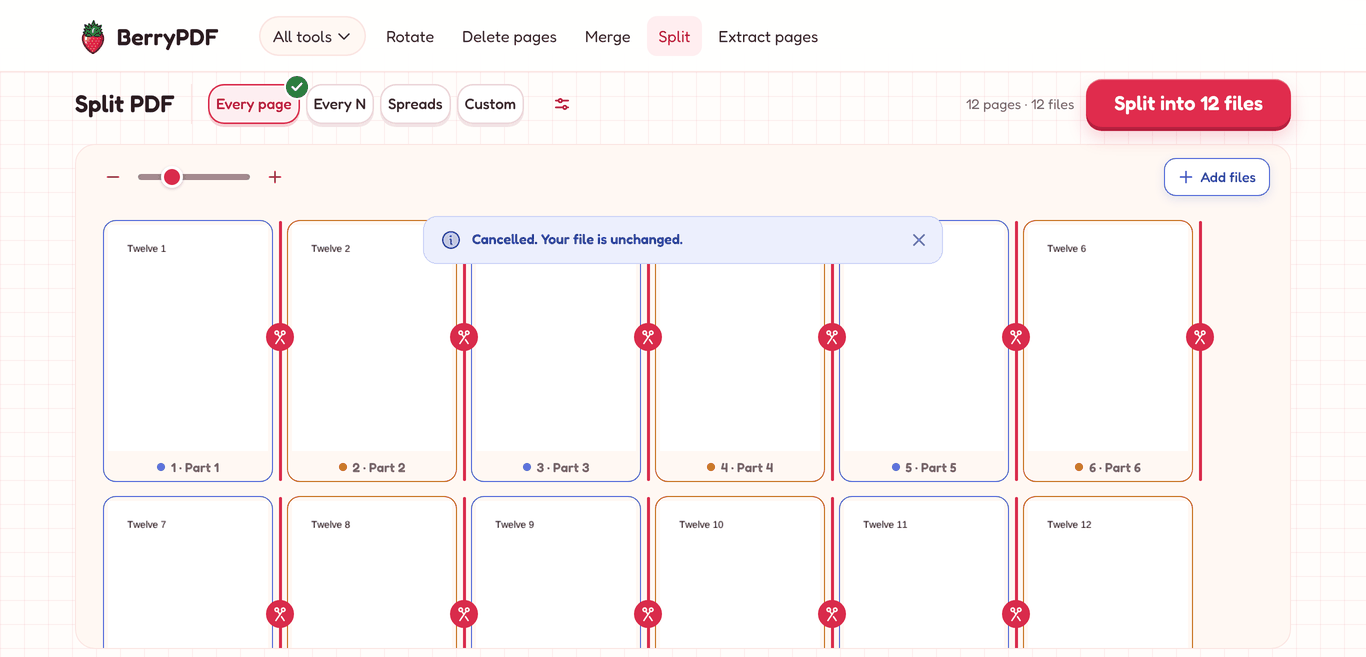 BerryPDF
All tools Rotate Delete pages Merge Split Extract pages
Split PDF Every page Every N Spreads Custom 12 pages · 12 files Split into 12 files
Add files
Cancelled. Your file is unchanged.
Twelve 1 Twelve 2 Twelve 6
1 · Part 1 2 · Part 2 3 · Part 3 4 · Part 4 5 · Part 5 6 · Part 6
Twelve 7 Twelve 8 Twelve 9 Twelve 10 Twelve 11 Twelve 12